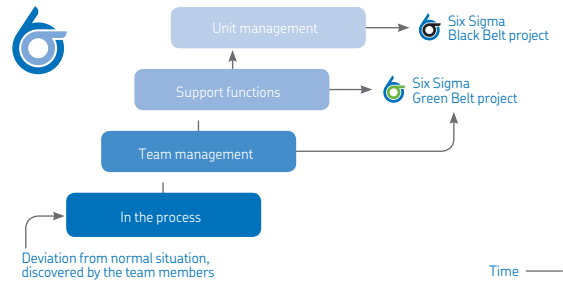 Unit management
Six Sigma
Black Belt project
Support functions
Six Sigma
Green Belt project
Team management
In the process
Deviation from normal situation,
discovered by the team members
Time